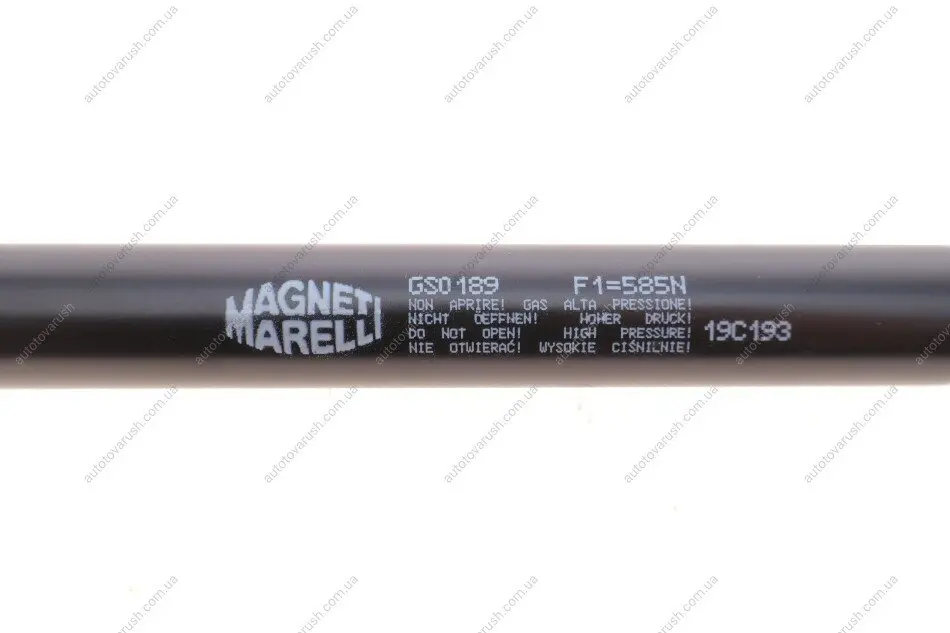 MAGNETI
MARELLI
GS0189 F1=585N
NON APRIRE! GAS ALTA PRESSIONE!
NICHT OEFFNEN! HOHER DRUCK!
DO NOT OPEN! HIGH PRESSURE!
NIE OTWIERAĆ! WYSOKIE CIŚNILNIE!
19C193
autotovarush.com.ua